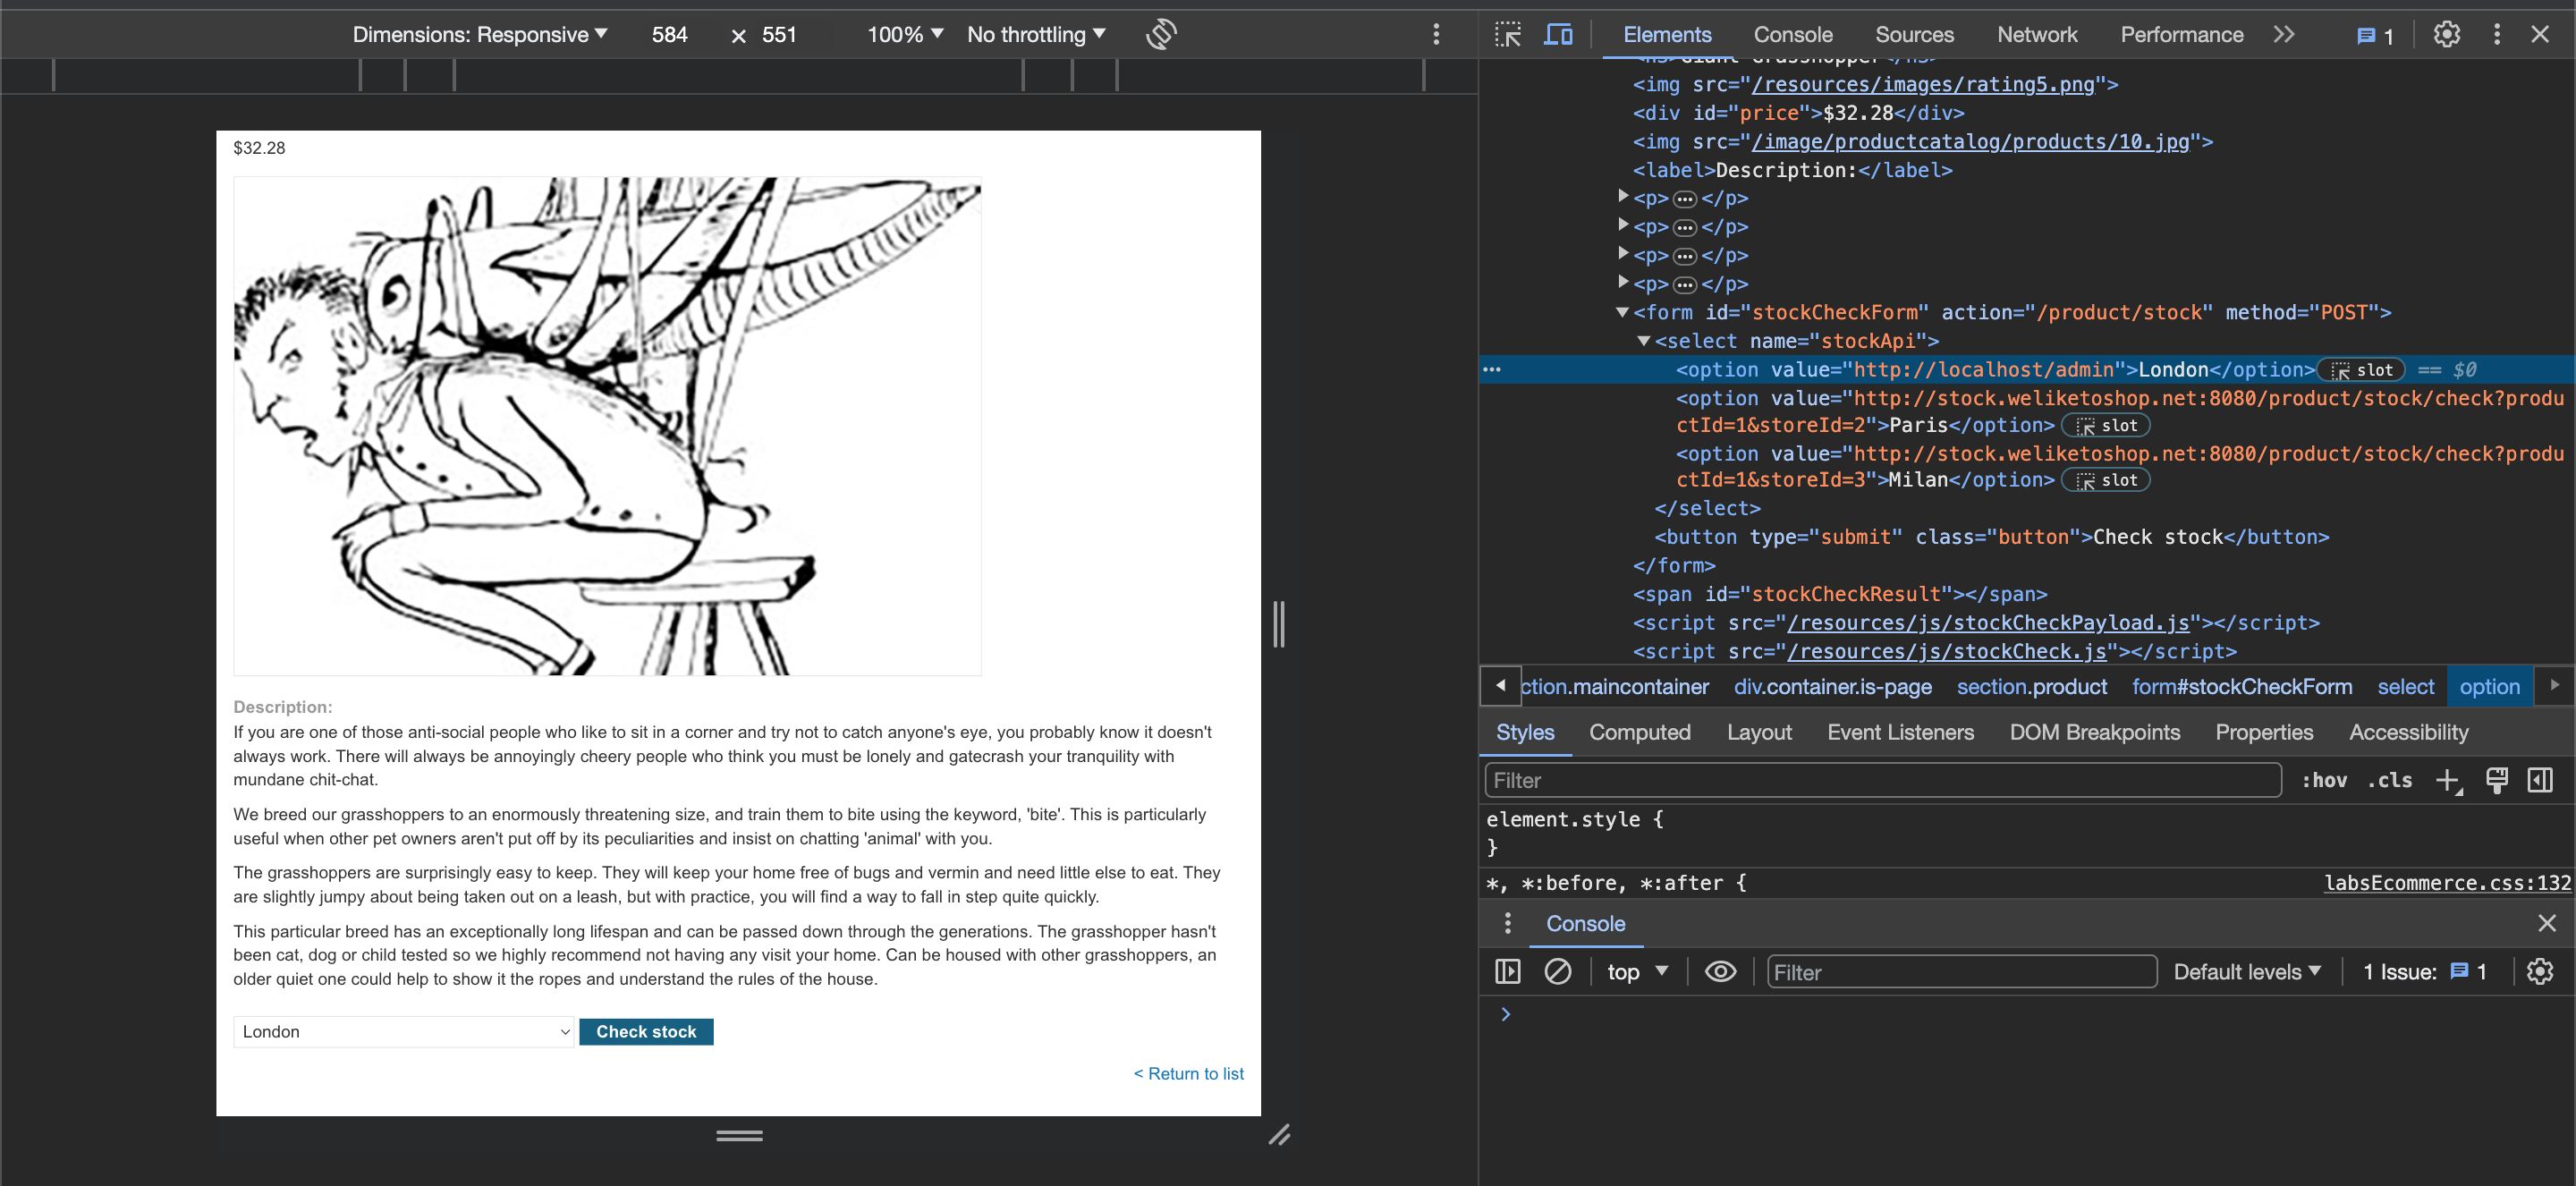 Dimensions: Responsive 584 × 551 100% No throttling
Elements Console Sources Network Performance 1
$32.28
Description:
If you are one of those anti-social people who like to sit in a corner and try not to catch anyone's eye, you probably know it doesn't
always work. There will always be annoyingly cheery people who think you must be lonely and gatecrash your tranquility with
mundane chit-chat.
We breed our grasshoppers to an enormously threatening size, and train them to bite using the keyword, 'bite'. This is particularly
useful when other pet owners aren't put off by its peculiarities and insist on chatting 'animal' with you.
The grasshoppers are surprisingly easy to keep. They will keep your home free of bugs and vermin and need little else to eat. They
are slightly jumpy about being taken out on a leash, but with practice, you will find a way to fall in step quite quickly.
This particular breed has an exceptionally long lifespan and can be passed down through the generations. The grasshopper hasn't
been cat, dog or child tested so we highly recommend not having any visit your home. Can be housed with other grasshoppers, an
older quiet one could help to show it the ropes and understand the rules of the house.
London Check stock
< Return to list
<h3>Giant Grasshopper</h3>
<img src="/resources/images/rating5.png">
<div id="price">$32.28</div>
<img src="/image/productcatalog/products/10.jpg">
<label>Description:</label>
<p>…</p>
<p>…</p>
<p>…</p>
<p>…</p>
<form id="stockCheckForm" action="/product/stock" method="POST">
<select name="stockApi">
<option value="http://localhost/admin">London</option> slot == $0
<option value="http://stock.weliketoshop.net:8080/product/stock/check?produ
ctId=1&storeId=2">Paris</option> slot
<option value="http://stock.weliketoshop.net:8080/product/stock/check?produ
ctId=1&storeId=3">Milan</option> slot
</select>
<button type="submit" class="button">Check stock</button>
</form>
<span id="stockCheckResult"></span>
<script src="/resources/js/stockCheckPayload.js"></script>
<script src="/resources/js/stockCheck.js"></script>
ction.maincontainer div.container.is-page section.product form#stockCheckForm select option
Styles Computed Layout Event Listeners DOM Breakpoints Properties Accessibility
Filter :hov .cls
element.style {
}
*, *:before, *:after { labsEcommerce.css:132
Console
top Filter Default levels 1 Issue: 1